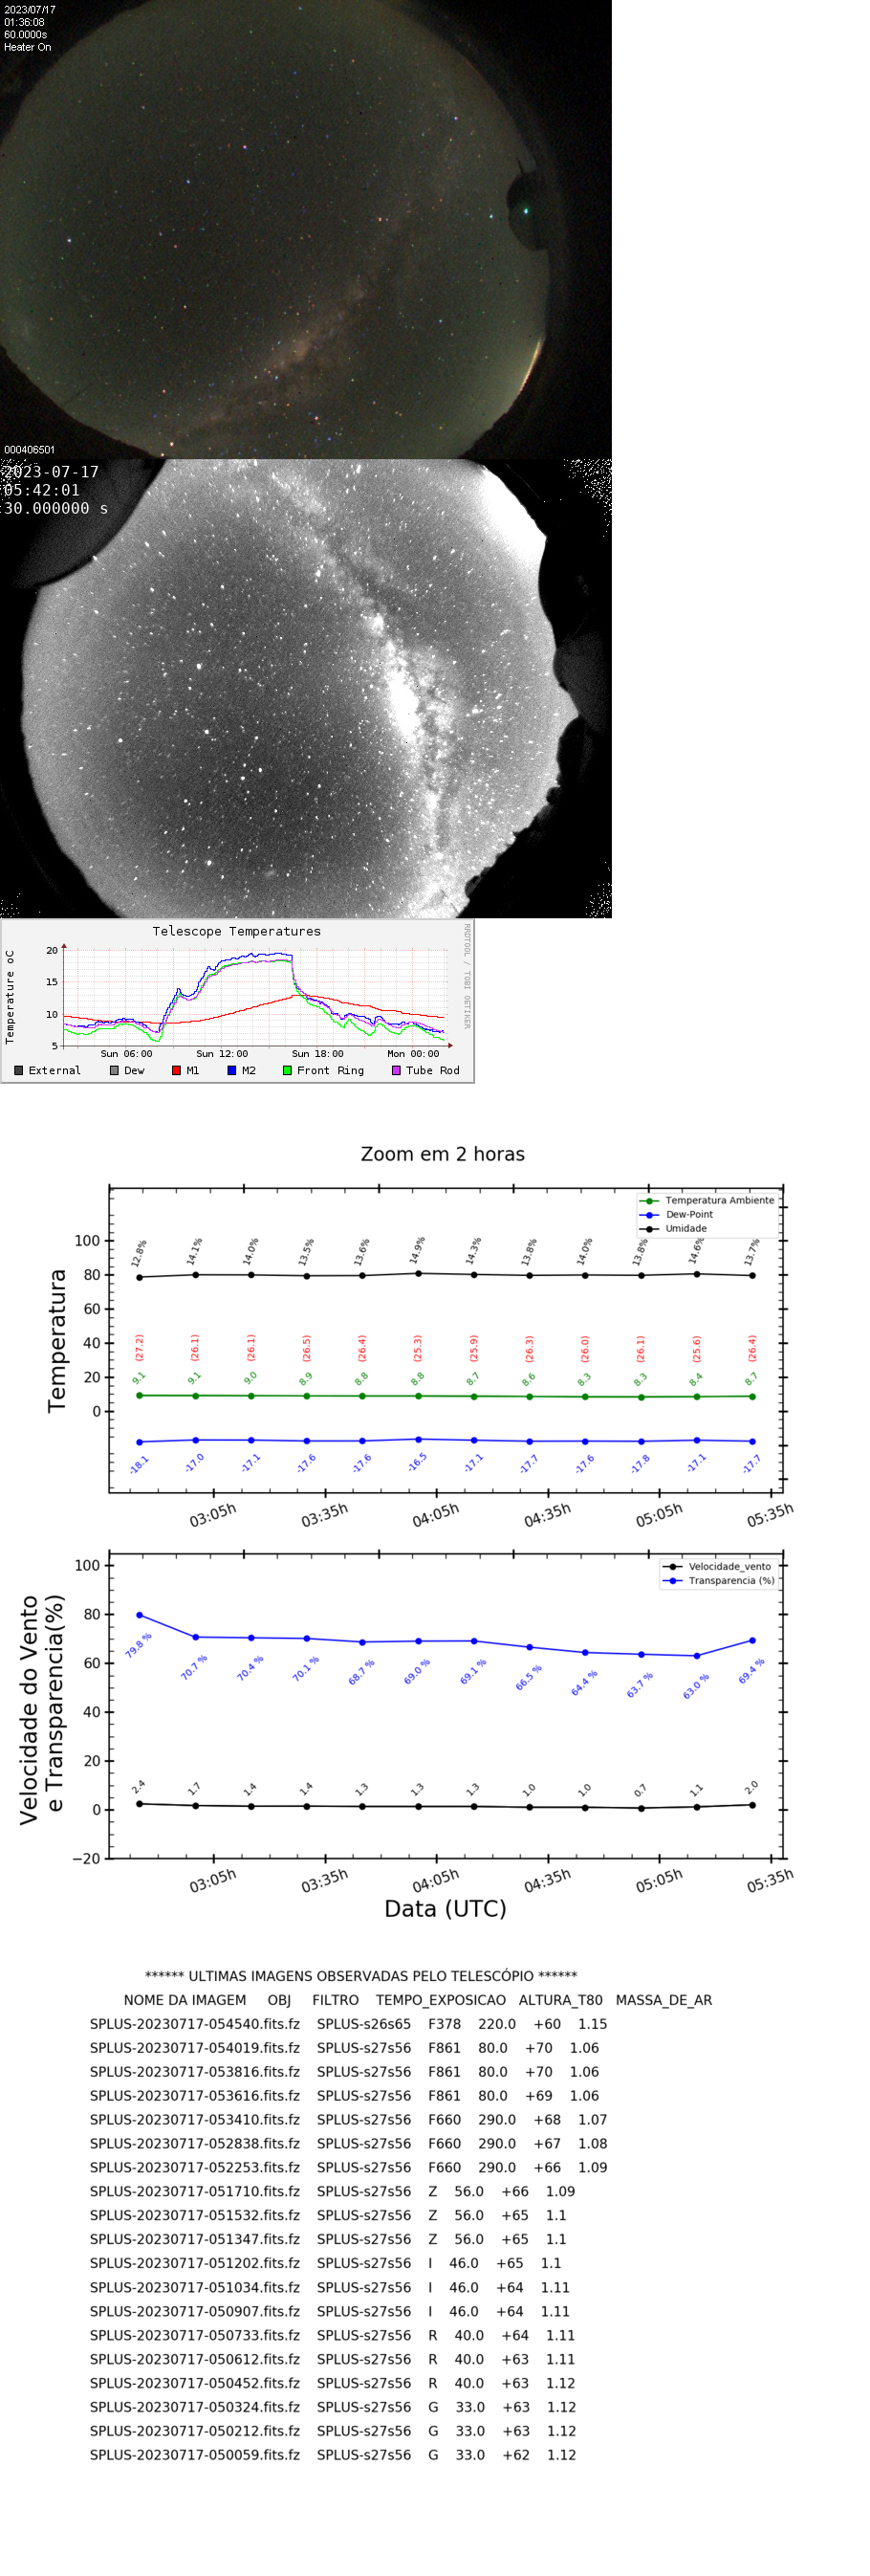 2023/07/17
01:36:08
60.0000s
Heater On
000406501
2023-07-17
05:42:01
30.000000 s
Telescope Temperatures
RRDTOOL / TOBI OETIKER
Temperature oC
20
15
10
5
Sun 06:00 Sun 12:00 Sun 18:00 Mon 00:00
External Dew M1 M2 Front Ring Tube Rod
Zoom em 2 horas
Temperatura Ambiente
Dew-Point
Umidade
Temperatura
100
80
60
40
20
0
12.8% 14.1% 14.0% 13.5% 13.6% 14.9% 14.3% 13.8% 14.0% 13.8% 14.6% 13.7%
(27.2) (26.1) (26.1) (26.5) (26.4) (25.3) (25.9) (26.3) (26.0) (26.1) (25.6) (26.4)
9.1 9.1 9.0 8.9 8.8 8.8 8.7 8.6 8.3 8.3 8.4 8.7
-18.1 -17.0 -17.1 -17.6 -17.6 -16.5 -17.1 -17.7 -17.6 -17.8 -17.1 -17.7
03:05h 03:35h 04:05h 04:35h 05:05h 05:35h
Velocidade_vento
Transparencia (%)
Velocidade do Vento
e Transparencia(%)
100
80
60
40
20
0
−20
79.8 % 70.7 % 70.4 % 70.1 % 68.7 % 69.0 % 69.1 % 66.5 % 64.4 % 63.7 % 63.0 % 69.4 %
2.4 1.7 1.4 1.4 1.3 1.3 1.3 1.0 1.0 0.7 1.1 2.0
03:05h 03:35h 04:05h 04:35h 05:05h 05:35h
Data (UTC)
****** ULTIMAS IMAGENS OBSERVADAS PELO TELESCÓPIO ******
NOME DA IMAGEM OBJ FILTRO TEMPO_EXPOSICAO ALTURA_T80 MASSA_DE_AR
SPLUS-20230717-054540.fits.fz SPLUS-s26s65 F378 220.0 +60 1.15
SPLUS-20230717-054019.fits.fz SPLUS-s27s56 F861 80.0 +70 1.06
SPLUS-20230717-053816.fits.fz SPLUS-s27s56 F861 80.0 +70 1.06
SPLUS-20230717-053616.fits.fz SPLUS-s27s56 F861 80.0 +69 1.06
SPLUS-20230717-053410.fits.fz SPLUS-s27s56 F660 290.0 +68 1.07
SPLUS-20230717-052838.fits.fz SPLUS-s27s56 F660 290.0 +67 1.08
SPLUS-20230717-052253.fits.fz SPLUS-s27s56 F660 290.0 +66 1.09
SPLUS-20230717-051710.fits.fz SPLUS-s27s56 Z 56.0 +66 1.09
SPLUS-20230717-051532.fits.fz SPLUS-s27s56 Z 56.0 +65 1.1
SPLUS-20230717-051347.fits.fz SPLUS-s27s56 Z 56.0 +65 1.1
SPLUS-20230717-051202.fits.fz SPLUS-s27s56 I 46.0 +65 1.1
SPLUS-20230717-051034.fits.fz SPLUS-s27s56 I 46.0 +64 1.11
SPLUS-20230717-050907.fits.fz SPLUS-s27s56 I 46.0 +64 1.11
SPLUS-20230717-050733.fits.fz SPLUS-s27s56 R 40.0 +64 1.11
SPLUS-20230717-050612.fits.fz SPLUS-s27s56 R 40.0 +63 1.11
SPLUS-20230717-050452.fits.fz SPLUS-s27s56 R 40.0 +63 1.12
SPLUS-20230717-050324.fits.fz SPLUS-s27s56 G 33.0 +63 1.12
SPLUS-20230717-050212.fits.fz SPLUS-s27s56 G 33.0 +63 1.12
SPLUS-20230717-050059.fits.fz SPLUS-s27s56 G 33.0 +62 1.12